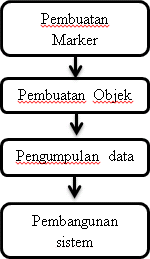 Pembuatan
Marker
Pembuatan Objek
Pengumpulan data
Pembangunan
sistem